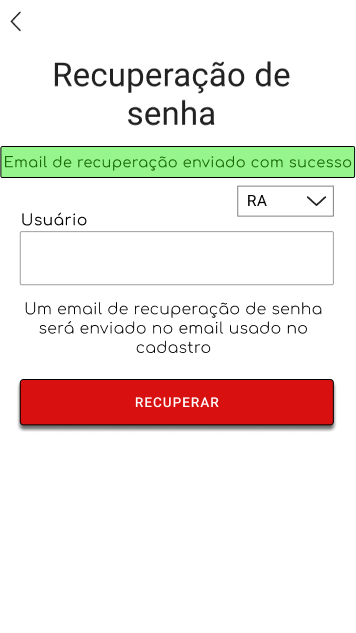 Recuperação de
senha
Email de recuperação enviado com sucesso
RA
Usuário
Um email de recuperação de senha
será enviado no email usado no
cadastro
RECUPERAR